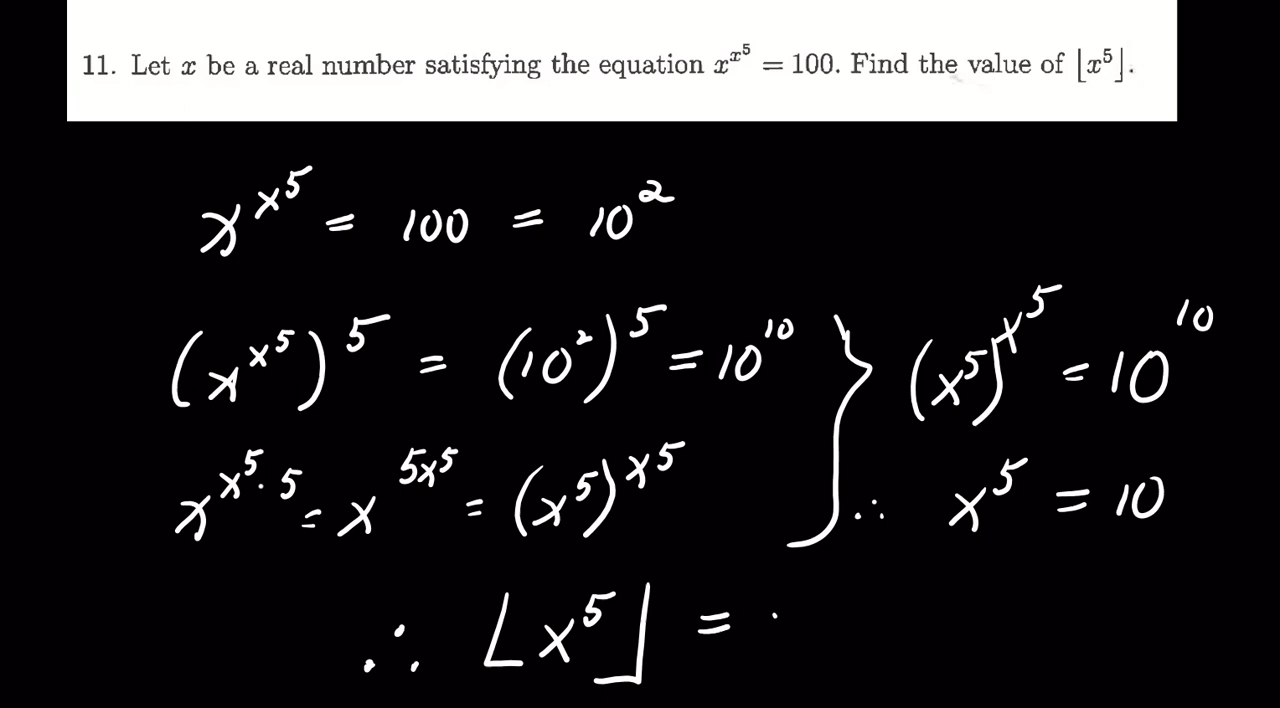 11. Let x be a real number satisfying the equation x^{x^5} = 100. Find the value of ⌊x^5⌋.
x^{x^5} = 100 = 10^2
(x^{x^5})^5 = (10^2)^5 = 10^{10} } (x^5)^{x^5} = 10^{10}
x^{x^5·5} = x^{5x^5} = (x^5)^{x^5} ∴ x^5 = 10
∴ ⌊x^5⌋ =